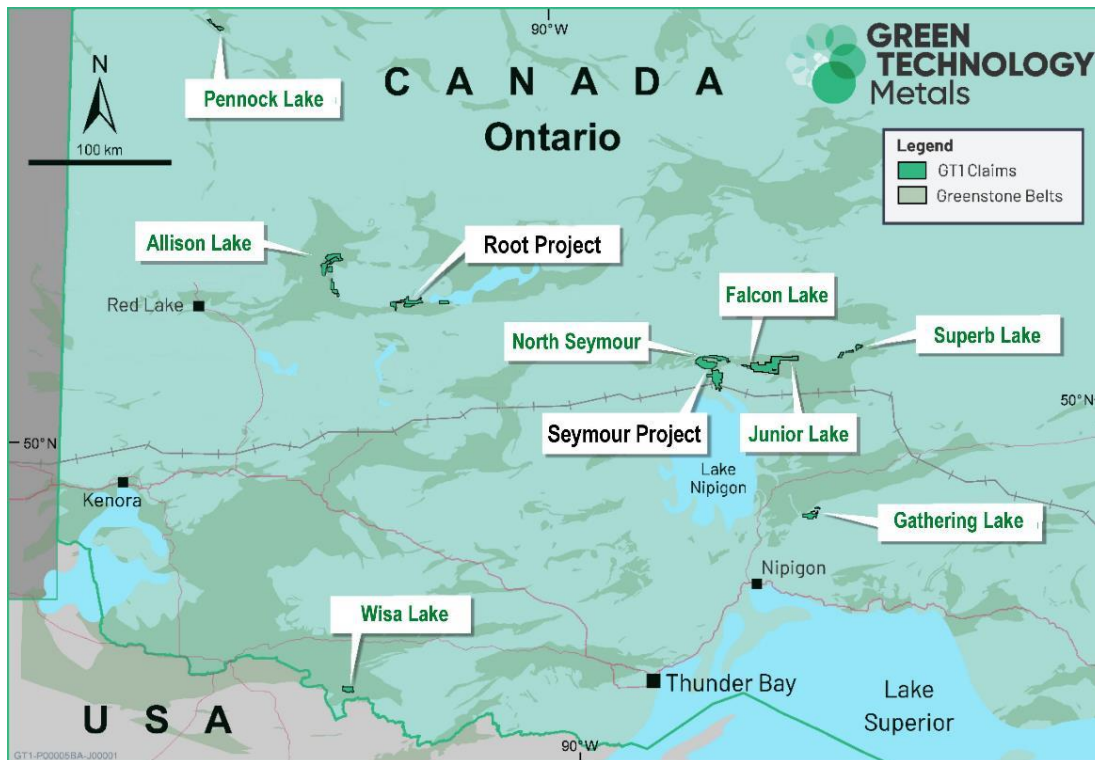 90°W
GREEN
TECHNOLOGY
Metals
N
100 km
Pennock Lake
CANADA
Ontario
Legend
GT1 Claims
Greenstone Belts
Allison Lake
Root Project
Red Lake
Falcon Lake
North Seymour
Superb Lake
Seymour Project
Junior Lake
50°N
50°N
Lake
Nipigon
Kenora
Gathering Lake
Nipigon
Wisa Lake
Thunder Bay
Lake
Superior
USA
90°W
GT1-P00005BA-J00001